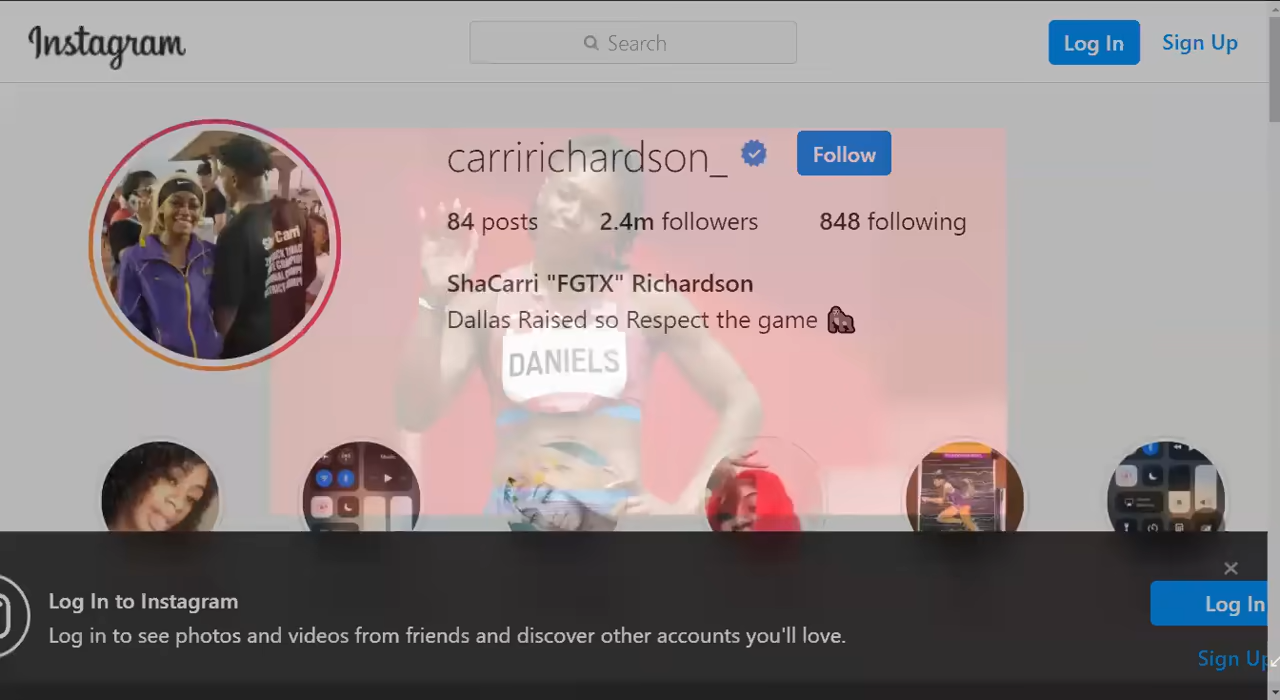 Instagram
Search
Log In
Sign Up
carririchardson_
Follow
84 posts
2.4m followers
848 following
ShaCarri "FGTX" Richardson
Dallas Raised so Respect the game
DANIELS
Log In to Instagram
Log in to see photos and videos from friends and discover other accounts you'll love.
Log In
Sign Up